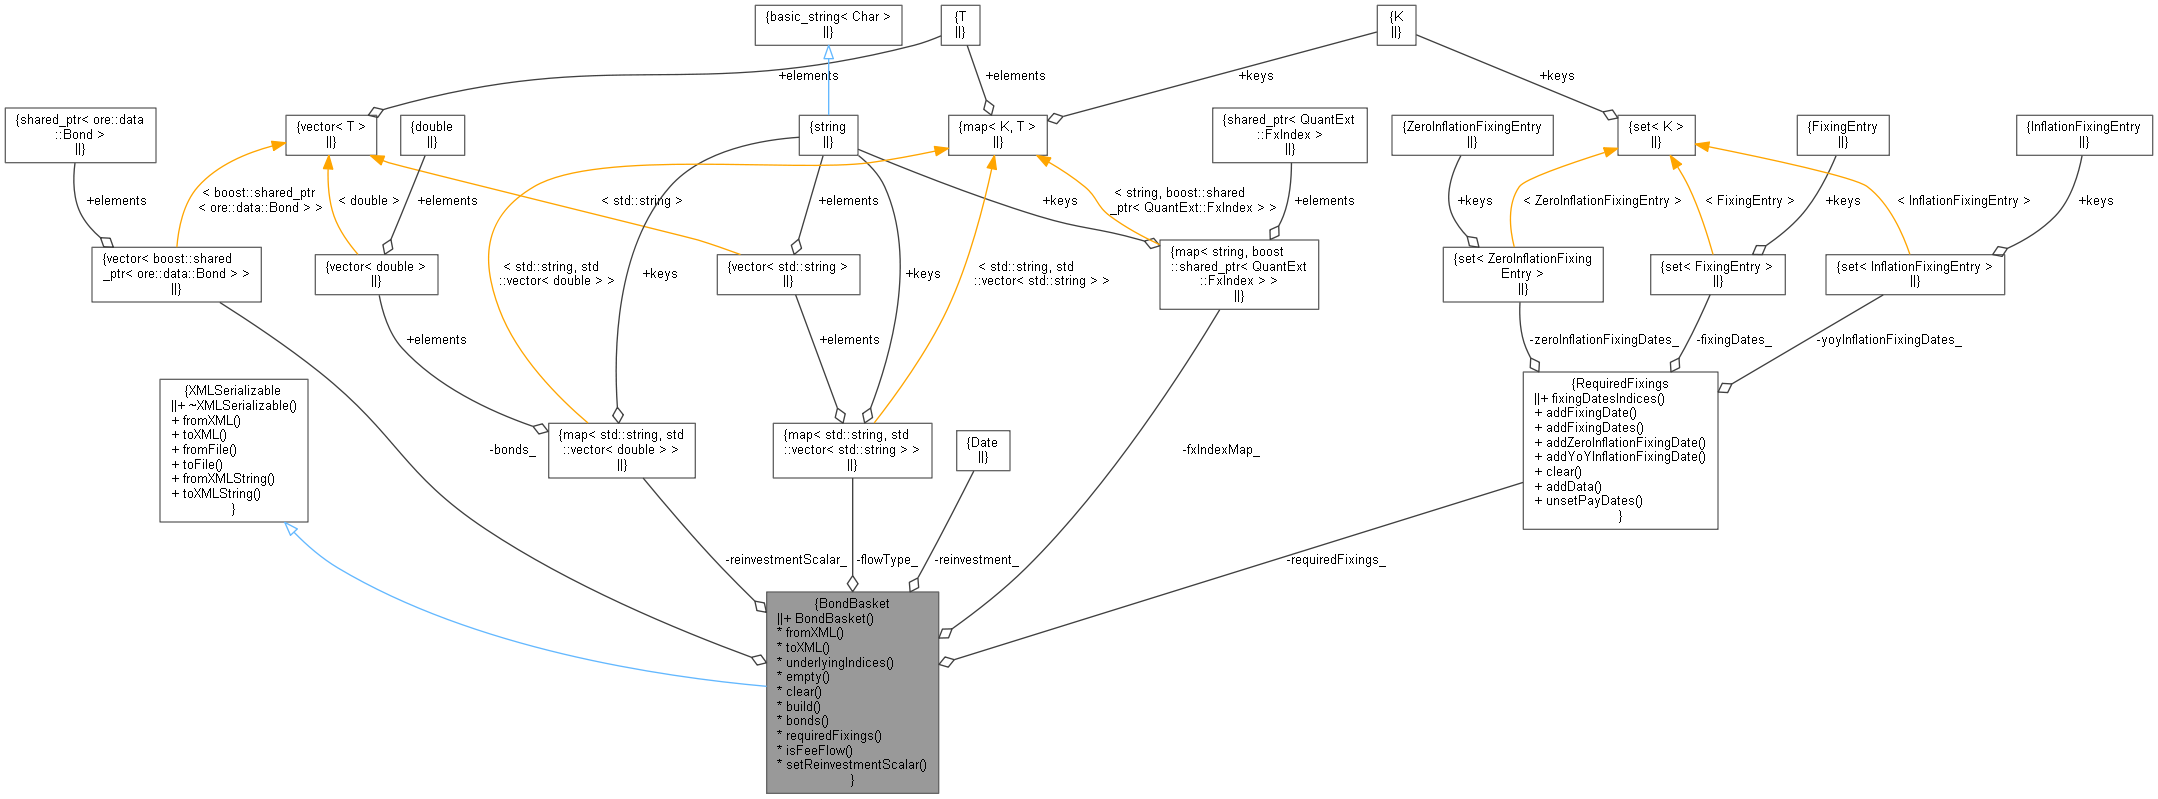 {basic_string< Char >
||}
{T
||}
{K
||}
+elements
+elements
+keys
+keys
{shared_ptr< ore::data
::Bond >
||}
{vector< T >
||}
{double
||}
{string
||}
{map< K, T >
||}
{shared_ptr< QuantExt
::FxIndex >
||}
{ZeroInflationFixingEntry
||}
{set< K >
||}
{FixingEntry
||}
{InflationFixingEntry
||}
+elements
< boost::shared_ptr
< ore::data::Bond > >
< double >
+elements
< std::string >
+elements
+keys
< string, boost::shared
_ptr< QuantExt::FxIndex > >
+elements
+keys
< ZeroInflationFixingEntry >
< FixingEntry >
+keys
< InflationFixingEntry >
+keys
{vector< boost::shared
_ptr< ore::data::Bond > >
||}
{vector< double >
||}
< std::string, std
::vector< double > >
+keys
{vector< std::string >
||}
+keys
< std::string, std
::vector< std::string > >
{map< string, boost
::shared_ptr< QuantExt
::FxIndex > >
||}
{set< ZeroInflationFixing
Entry >
||}
{set< FixingEntry >
||}
{set< InflationFixingEntry >
||}
+elements
+elements
-zeroInflationFixingDates_
-fixingDates_
-yoyInflationFixingDates_
{XMLSerializable
||+ ~XMLSerializable()
+ fromXML()
+ toXML()
+ fromFile()
+ toFile()
+ fromXMLString()
+ toXMLString()
}
-bonds_
{map< std::string, std
::vector< double > >
||}
{map< std::string, std
::vector< std::string > >
||}
{Date
||}
-fxIndexMap_
{RequiredFixings
||+ fixingDatesIndices()
+ addFixingDate()
+ addFixingDates()
+ addZeroInflationFixingDate()
+ addYoYInflationFixingDate()
+ clear()
+ addData()
+ unsetPayDates()
}
-reinvestmentScalar_
-flowType_
-reinvestment_
-requiredFixings_
{BondBasket
||+ BondBasket()
* fromXML()
* toXML()
* underlyingIndices()
* empty()
* clear()
* build()
* bonds()
* requiredFixings()
* isFeeFlow()
* setReinvestmentScalar()
}